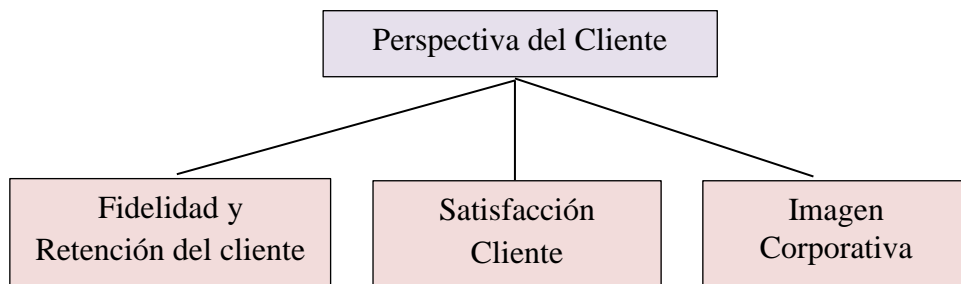 Perspectiva del Cliente
Fidelidad y
Retención del cliente
Satisfacción
Cliente
Imagen
Corporativa